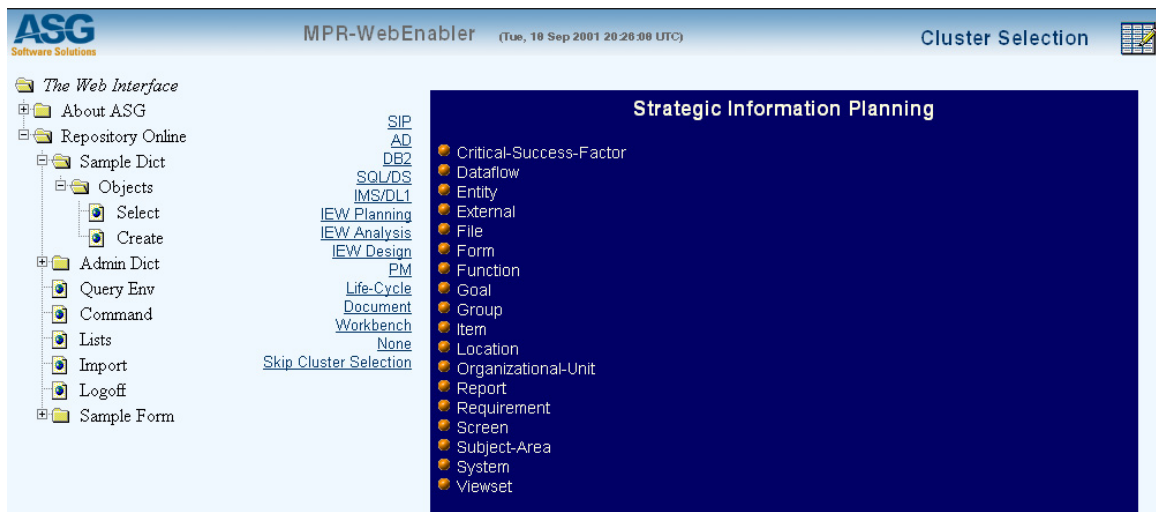 ASG
Software Solutions
MPR-WebEnabler (Tue, 18 Sep 2001 20:26:08 UTC)
Cluster Selection
The Web Interface
About ASG
Repository Online
Sample Dict
Objects
Select
Create
Admin Dict
Query Env
Command
Lists
Import
Logoff
Sample Form
SIP
AD
DB2
SQL/DS
IMS/DL1
IEW Planning
IEW Analysis
IEW Design
PM
Life-Cycle
Document
Workbench
None
Skip Cluster Selection
Strategic Information Planning
Critical-Success-Factor
Dataflow
Entity
External
File
Form
Function
Goal
Group
Item
Location
Organizational-Unit
Report
Requirement
Screen
Subject-Area
System
Viewset